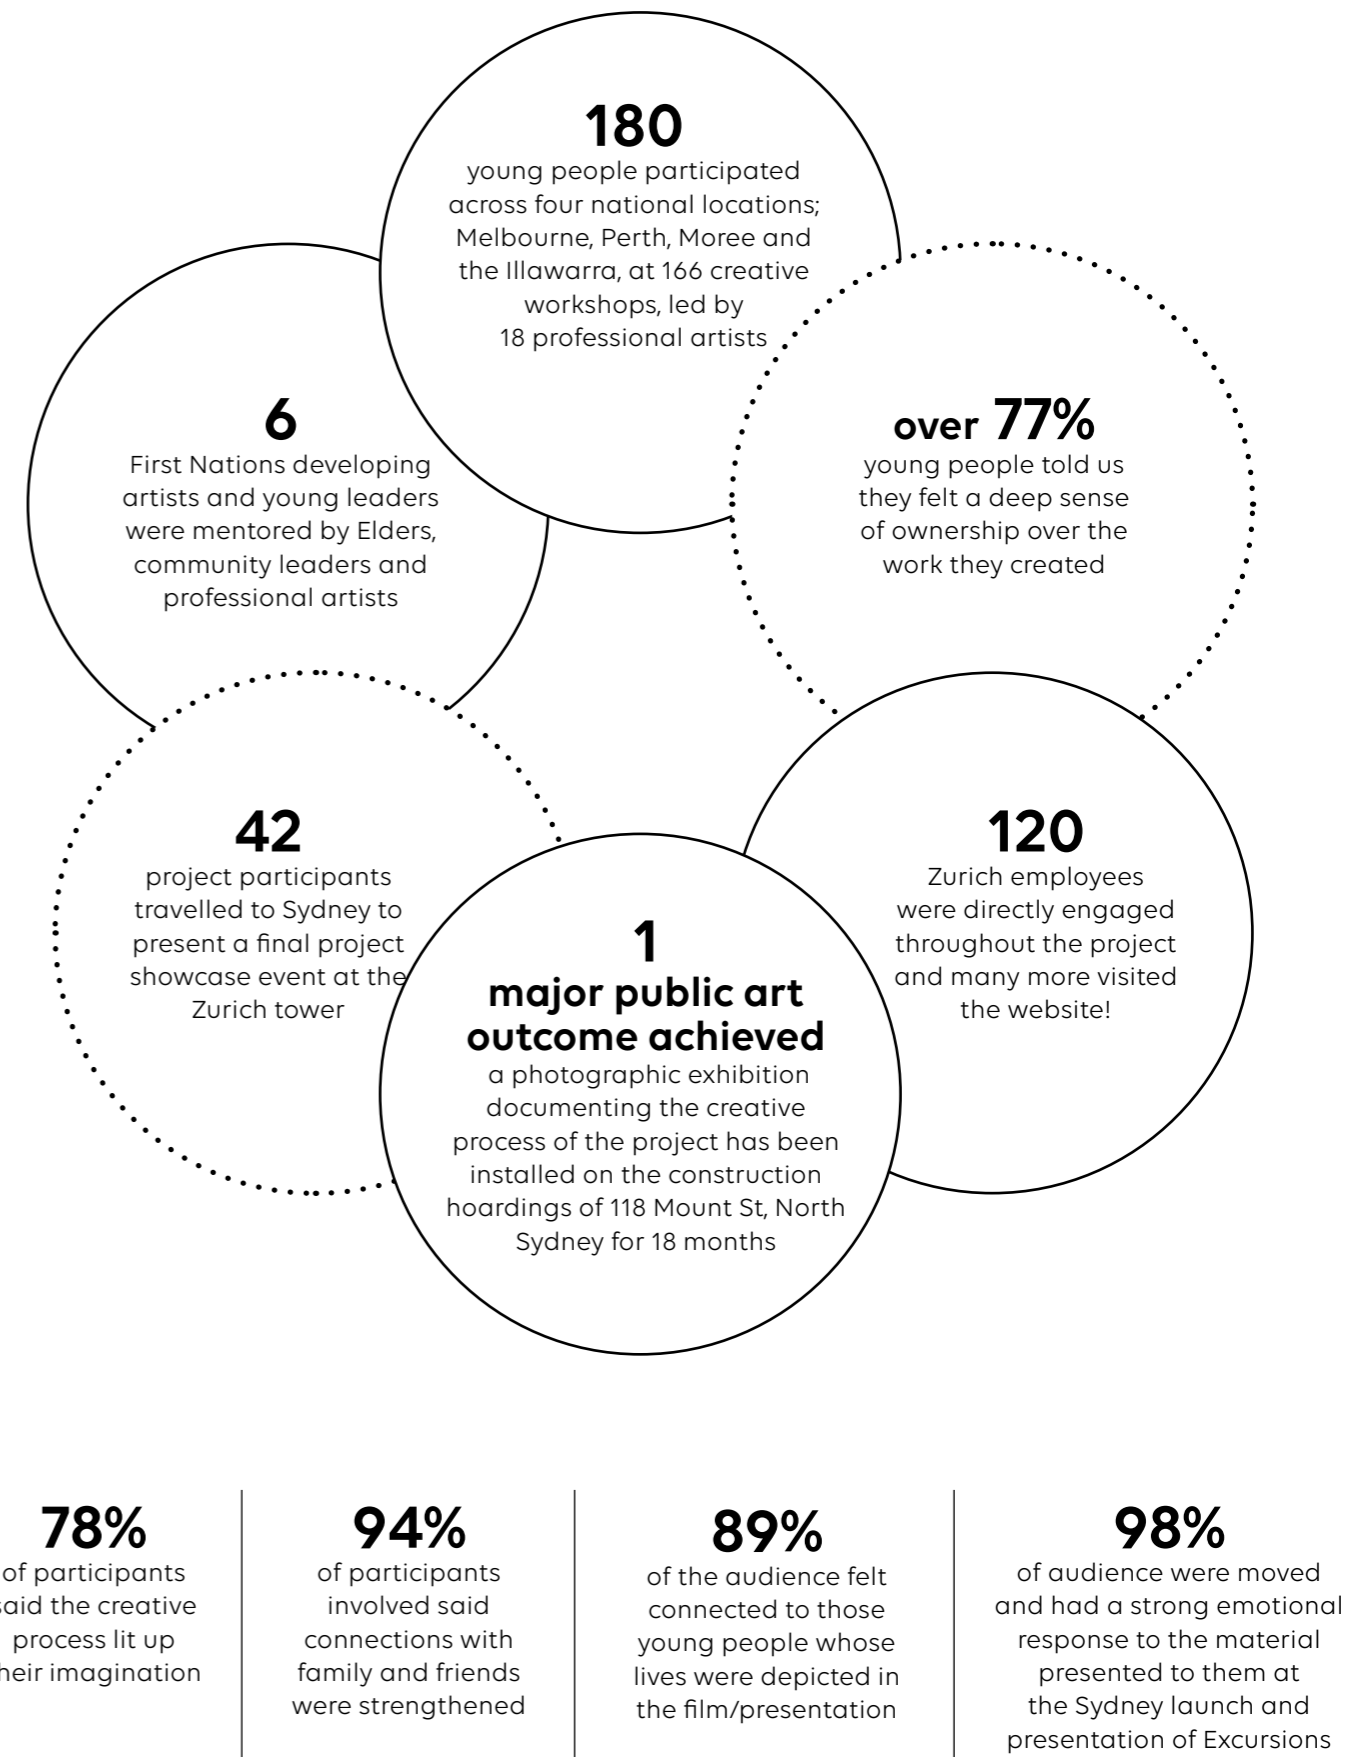 180
young people participated
across four national locations;
Melbourne, Perth, Moree and
the Illawarra, at 166 creative
workshops, led by
18 professional artists
6
First Nations developing
artists and young leaders
were mentored by Elders,
community leaders and
professional artists
over 77%
young people told us
they felt a deep sense
of ownership over the
work they created
42
project participants
travelled to Sydney to
present a final project
showcase event at the
Zurich tower
120
Zurich employees
were directly engaged
throughout the project
and many more visited
the website!
1
major public art
outcome achieved
a photographic exhibition
documenting the creative
process of the project has been
installed on the construction
hoardings of 118 Mount St, North
Sydney for 18 months
78%
of participants
said the creative
process lit up
heir imagination
94%
of participants
involved said
connections with
family and friends
were strengthened
89%
of the audience felt
connected to those
young people whose
lives were depicted in
the film/presentation
98%
of audience were moved
and had a strong emotional
response to the material
presented to them at
the Sydney launch and
presentation of Excursions